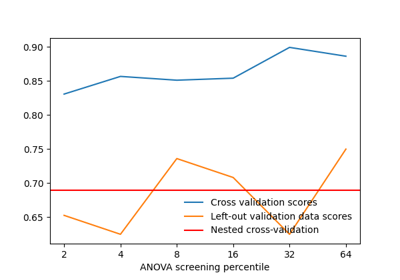 0.90
0.85
0.80
0.75
0.70
0.65
Cross validation scores
Left-out validation data scores
Nested cross-validation
2 4 8 16 32 64
ANOVA screening percentile